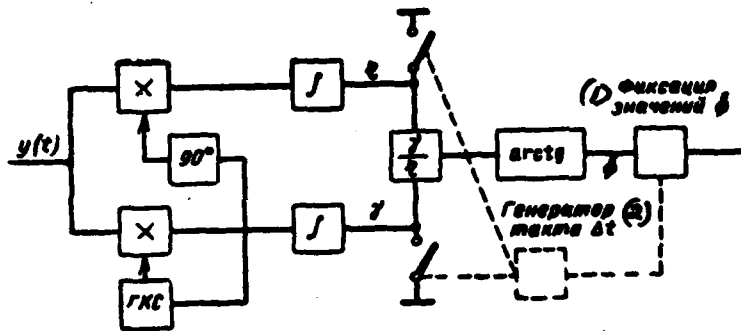 (1) Фиксация
значений ϕ̂
×
∫
η
y(t)
90°
γ/η
arctg
ϕ̂
×
∫
γ
Генератор (2)
такта Δt
ГКС